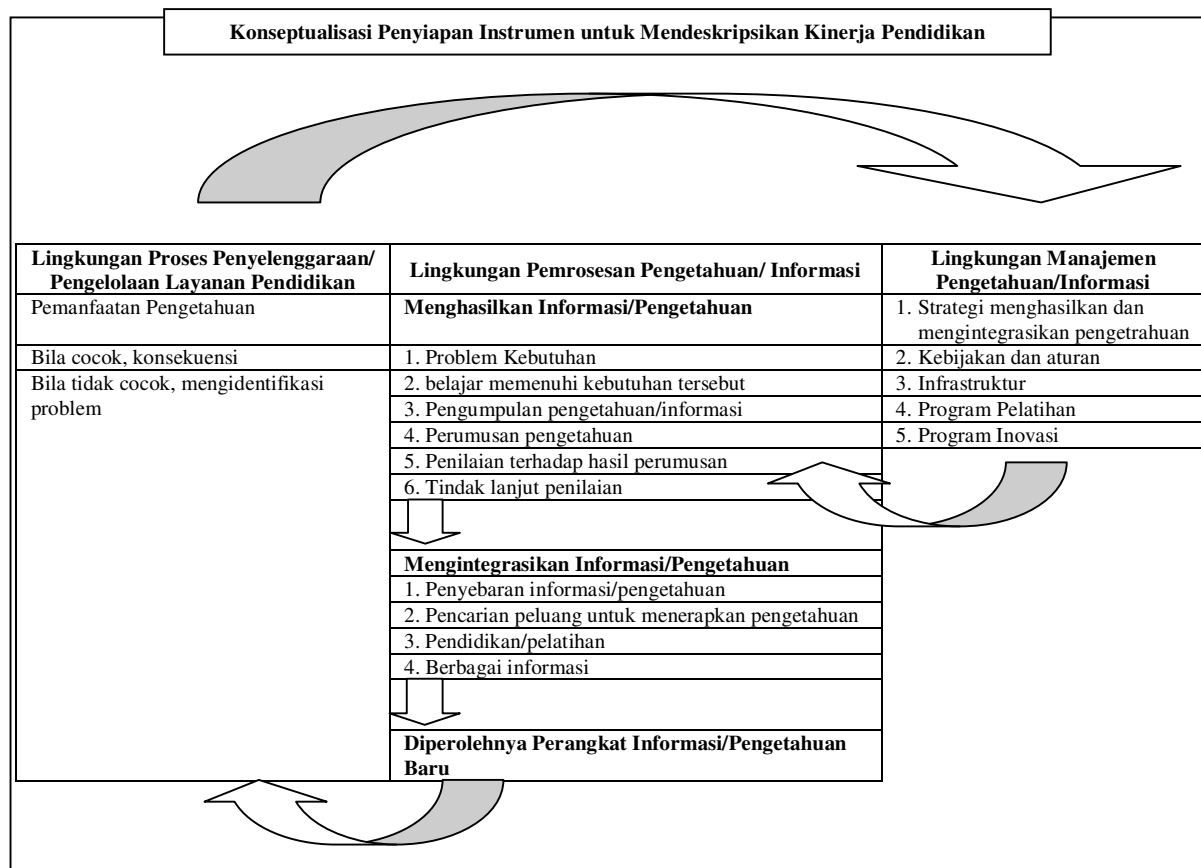 Konseptualisasi Penyiapan Instrumen untuk Mendeskripsikan Kinerja Pendidikan
Lingkungan Proses Penyelenggaraan/
Pengelolaan Layanan Pendidikan
Pemanfaatan Pengetahuan
Bila cocok, konsekuensi
Bila tidak cocok, mengidentifikasi
problem
Lingkungan Pemrosesan Pengetahuan/ Informasi
Menghasilkan Informasi/Pengetahuan
1. Problem Kebutuhan
2. belajar memenuhi kebutuhan tersebut
3. Pengumpulan pengetahuan/informasi
4. Perumusan pengetahuan
5. Penilaian terhadap hasil perumusan
6. Tindak lanjut penilaian
Mengintegrasikan Informasi/Pengetahuan
1. Penyebaran informasi/pengetahuan
2. Pencarian peluang untuk menerapkan pengetahuan
3. Pendidikan/pelatihan
4. Berbagai informasi
Diperolehnya Perangkat Informasi/Pengetahuan
Baru
Lingkungan Manajemen
Pengetahuan/Informasi
1. Strategi menghasilkan dan
mengintegrasikan pengetrahuan
2. Kebijakan dan aturan
3. Infrastruktur
4. Program Pelatihan
5. Program Inovasi